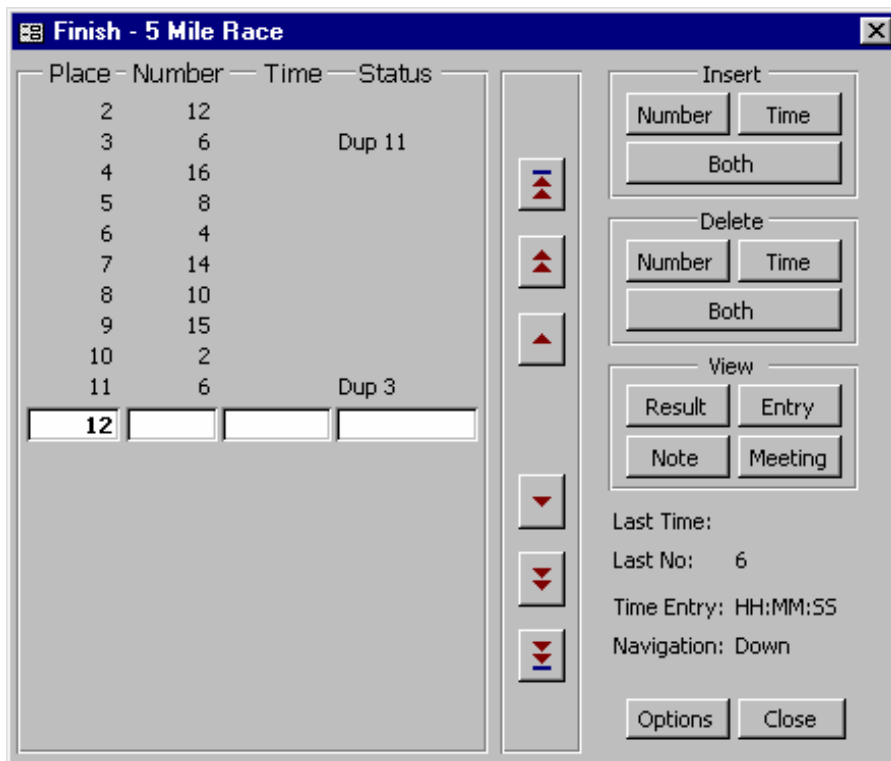 Finish - 5 Mile Race
Place Number Time Status
2 12
3 6 Dup 11
4 16
5 8
6 4
7 14
8 10
9 15
10 2
11 6 Dup 3
12
Insert
Number Time
Both
Delete
Number Time
Both
View
Result Entry
Note Meeting
Last Time:
Last No: 6
Time Entry: HH:MM:SS
Navigation: Down
Options Close